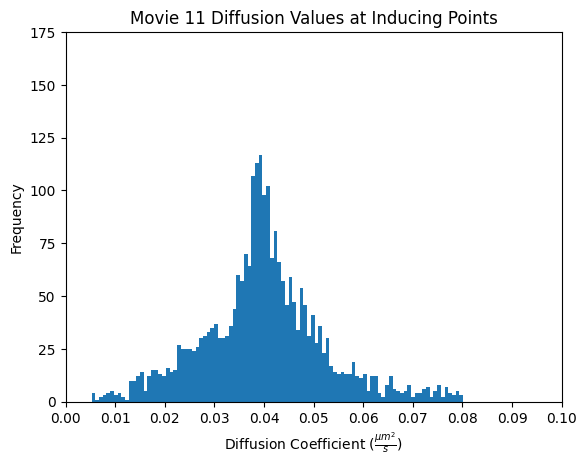 Movie 11 Diffusion Values at Inducing Points
175
150
125
100
75
50
25
0
Frequency
0.00 0.01 0.02 0.03 0.04 0.05 0.06 0.07 0.08 0.09 0.10
Diffusion Coefficient (μm²/s)